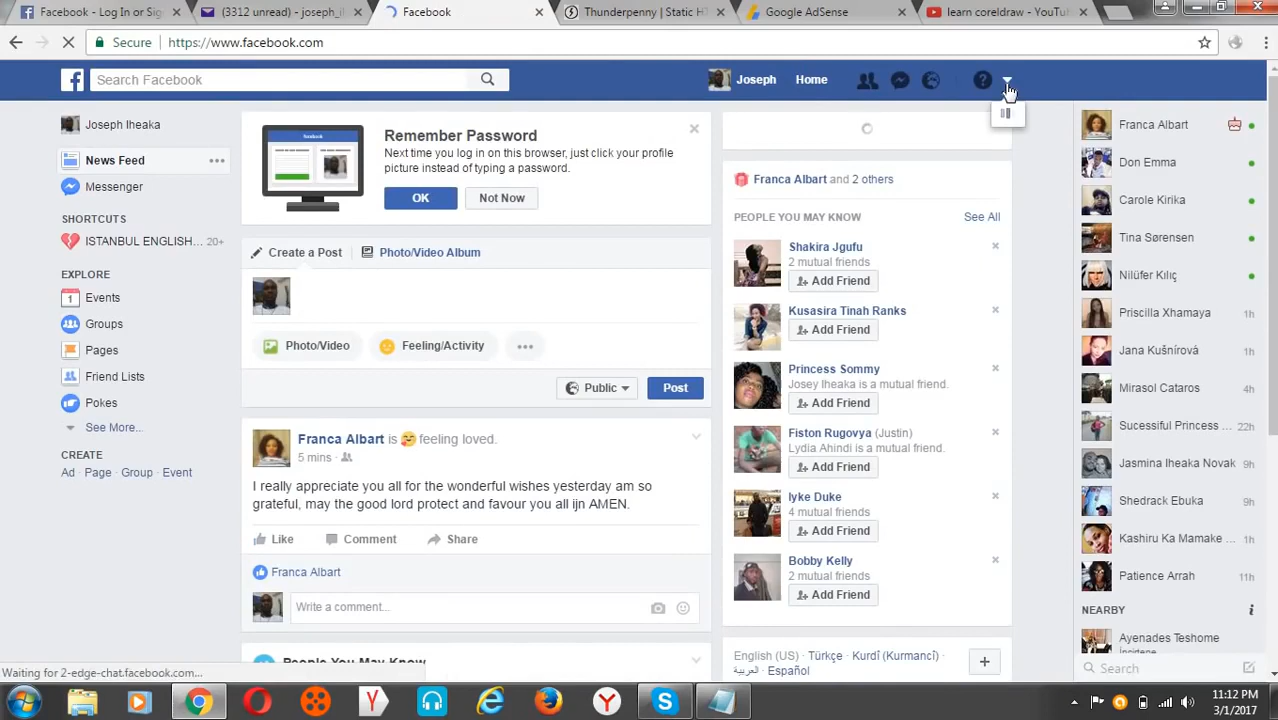 Facebook - Log In or Sig
(3312 unread) - joseph_i
Facebook
Thunderpenny | Static H
Google AdSense
learn coreldraw - YouTub
Secure
https://www.facebook.com
Search Facebook
Joseph
Home
Joseph Iheaka
News Feed
Messenger
SHORTCUTS
ISTANBUL ENGLISH... 20+
EXPLORE
Events
Groups
Pages
Friend Lists
Pokes
See More...
CREATE
Ad · Page · Group · Event
Remember Password
Next time you log in on this browser, just click your profile
picture instead of typing a password.
OK
Not Now
Create a Post
Photo/Video Album
Photo/Video
Feeling/Activity
Public
Post
Franca Albart is feeling loved.
5 mins ·
I really appreciate you all for the wonderful wishes yesterday am so
grateful, may the good lord protect and favour you all ijn AMEN.
Like
Comment
Share
Franca Albart
Write a comment...
People You May Know
Franca Albart and 2 others
PEOPLE YOU MAY KNOW
See All
Shakira Jgufu
2 mutual friends
Add Friend
Kusasira Tinah Ranks
Add Friend
Princess Sommy
Josey Iheaka is a mutual friend.
Add Friend
Fiston Rugovya (Justin)
Lydia Ahindi is a mutual friend.
Add Friend
Iyke Duke
4 mutual friends
Add Friend
Bobby Kelly
2 mutual friends
Add Friend
English (US) · Türkçe · Kurdî (Kurmancî) ·
العربية · Español
Franca Albart
Don Emma
Carole Kirika
Tina Sørensen
Nilüfer Kılıç
Priscilla Xhamaya 1h
Jana Kušnírová 1h
Mirasol Cataros 4h
Sucessiful Princess ... 22h
Jasmina Iheaka Novak 9h
Shedrack Ebuka 9h
Kashiru Ka Mamake ... 1h
Patience Arrah 11h
NEARBY
Ayenades Teshome
Search
Waiting for 2-edge-chat.facebook.com...
11:12 PM
3/1/2017